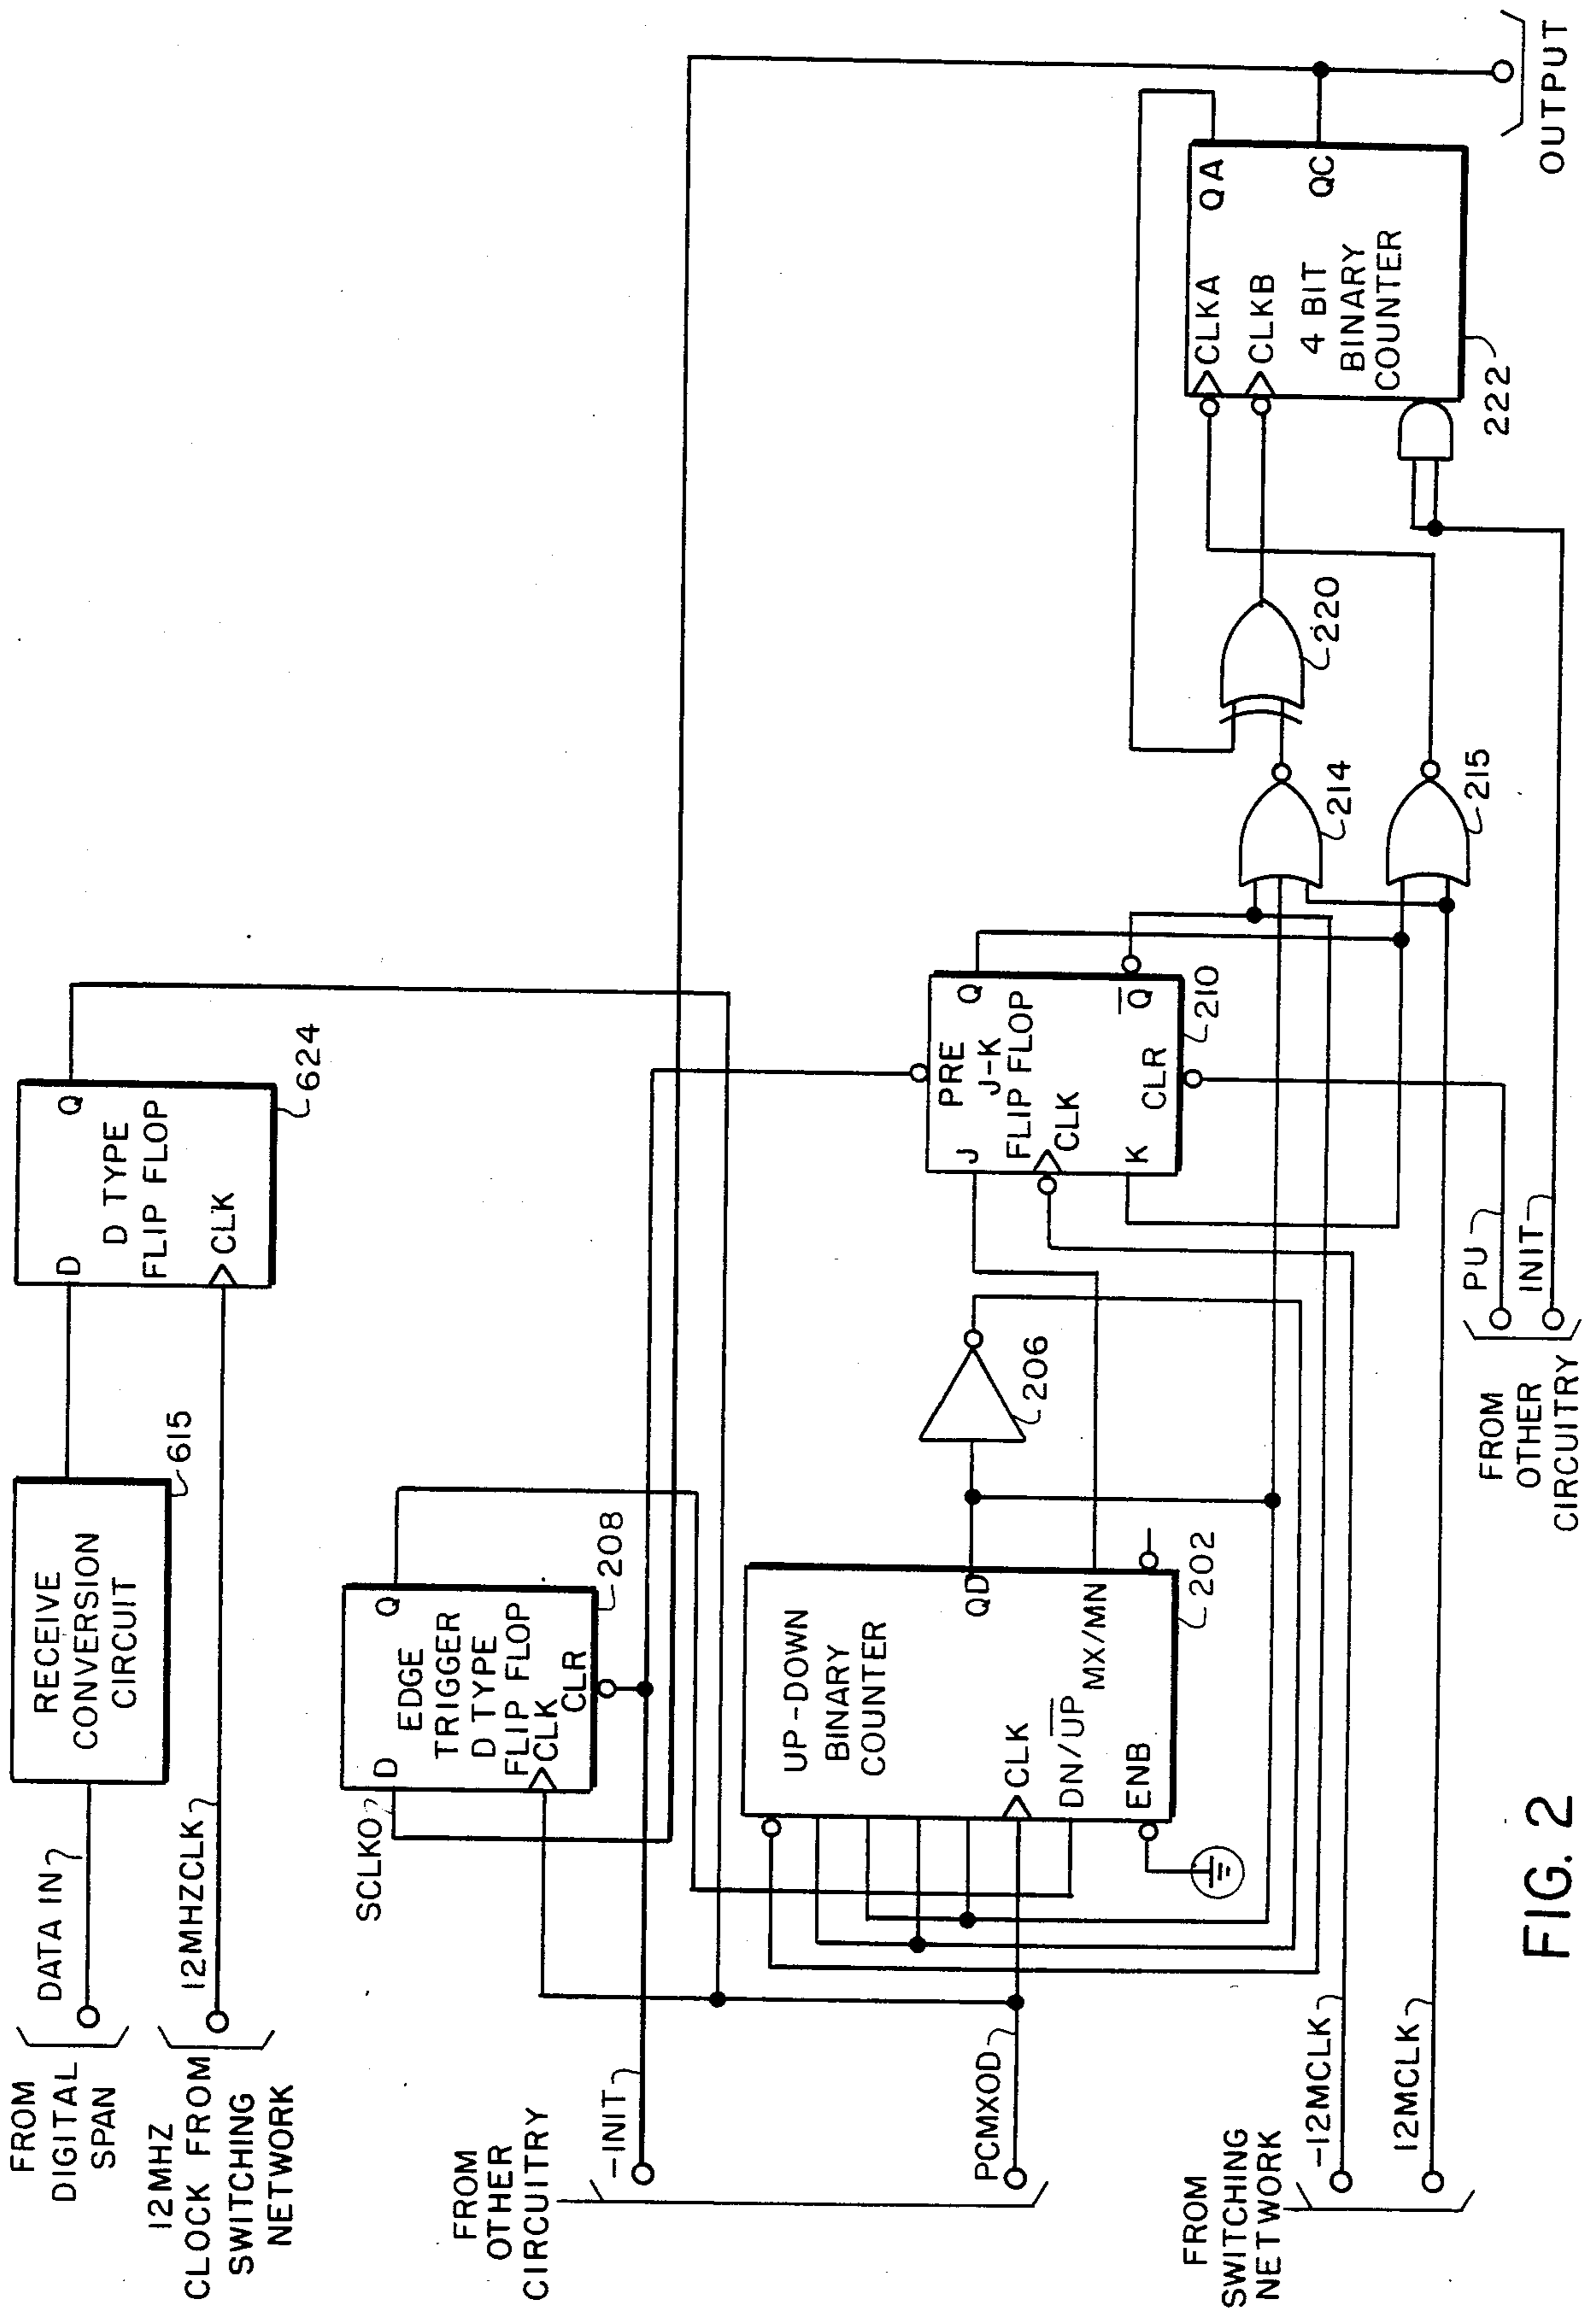 FROM
DIGITAL
SPAN
DATA IN
RECEIVE
CONVERSION
CIRCUIT
615
12MHZ
CLOCK FROM
SWITCHING
NETWORK
12MHZCLK
D
Q
D TYPE
FLIP FLOP
CLK
624
SCLKO
D
Q
EDGE
TRIGGER
D TYPE
FLIP FLOP
CLK
CLR
208
FROM
OTHER
CIRCUITRY
-INIT
PCMXOD
UP-DOWN
BINARY
COUNTER
QD
CLK
DN/UP
MX/MN
ENB
202
206
PRE
J
Q
J-K
FLIP FLOP
CLK
K
CLR
Q
210
214
215
220
CLKA
QA
CLKB
4 BIT
BINARY
COUNTER
QC
222
OUTPUT
FROM
SWITCHING
NETWORK
-12MCLK
12MCLK
FROM
OTHER
CIRCUITRY
PU
INIT
FIG. 2